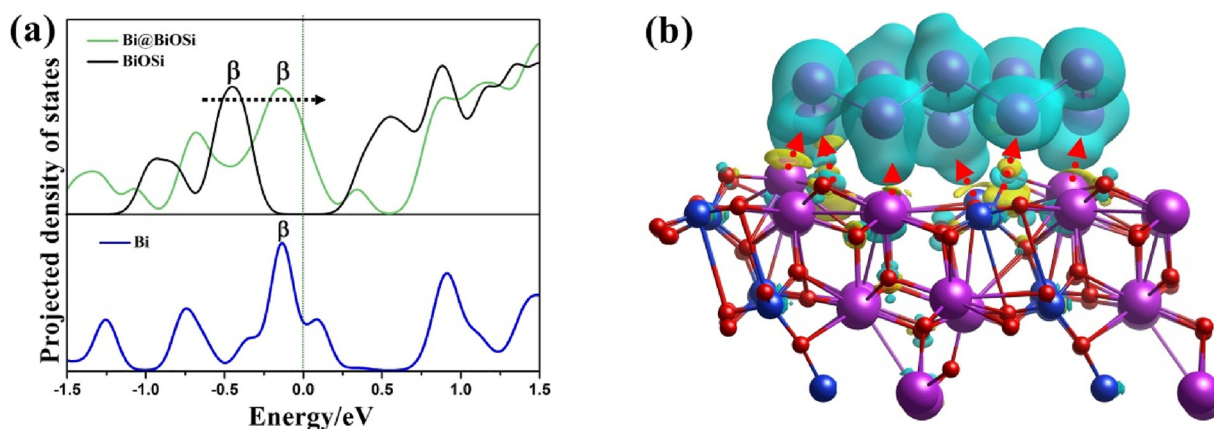 (a)
Bi@BiOSi
BiOSi
β
β
Bi
β
Projected density of states
-1.5 -1.0 -0.5 0.0 0.5 1.0 1.5
Energy/eV
(b)